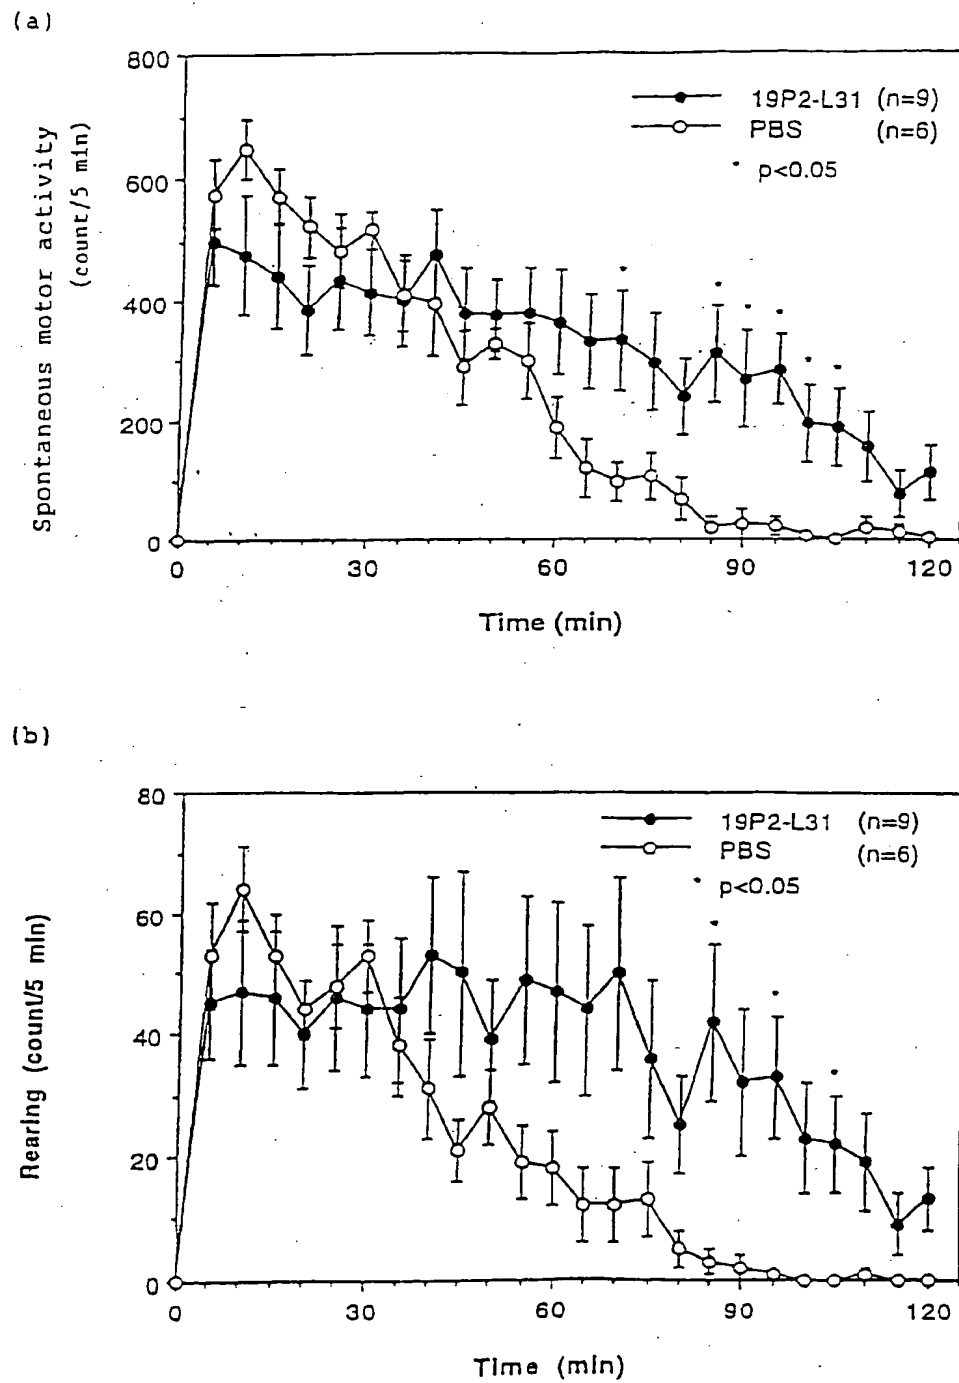 (a)
Spontaneous motor activity
(count/5 min)
800
600
400
200
0
19P2-L31 (n=9)
PBS (n=6)
* p<0.05
0 30 60 90 120
Time (min)
(b)
Rearing (count/5 min)
80
60
40
20
0
19P2-L31 (n=9)
PBS (n=6)
* p<0.05
0 30 60 90 120
Time (min)